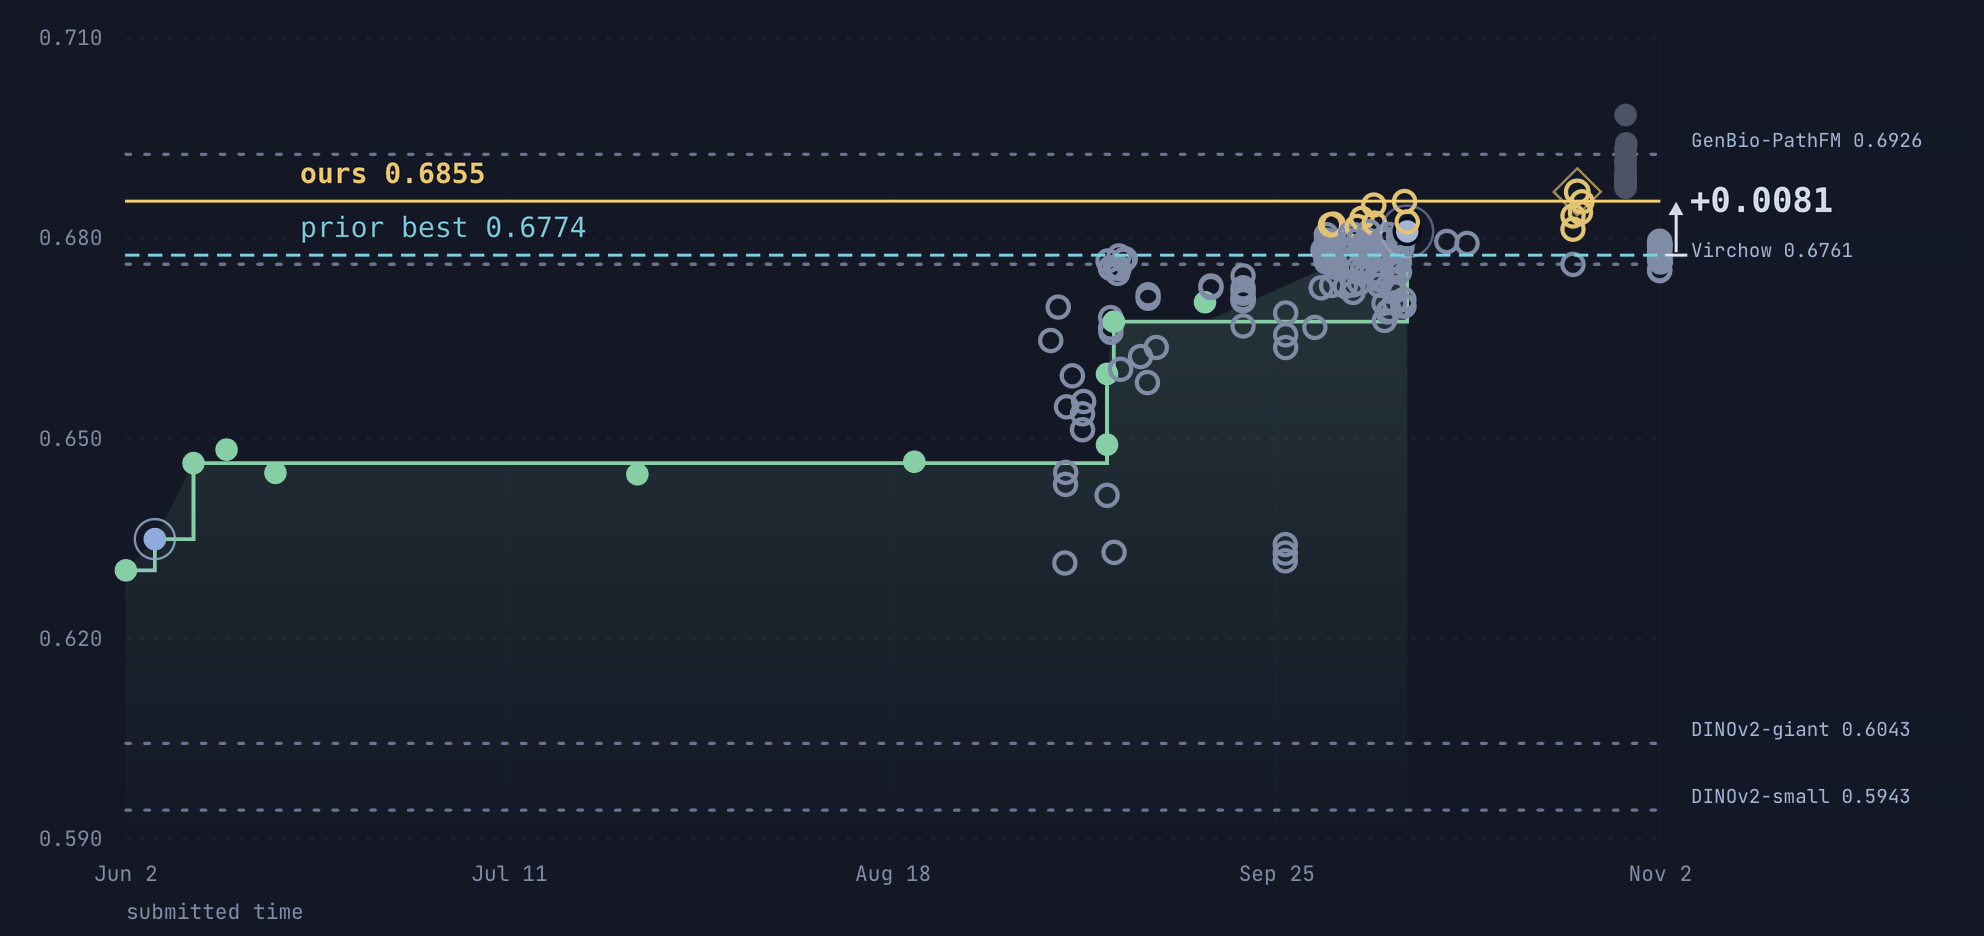 0.710
GenBio-PathFM 0.6926
ours 0.6855
+0.0081
prior best 0.6774
0.680
Virchow 0.6761
0.650
0.620
DINOv2-giant 0.6043
DINOv2-small 0.5943
0.590
Jun 2 Jul 11 Aug 18 Sep 25 Nov 2
submitted time